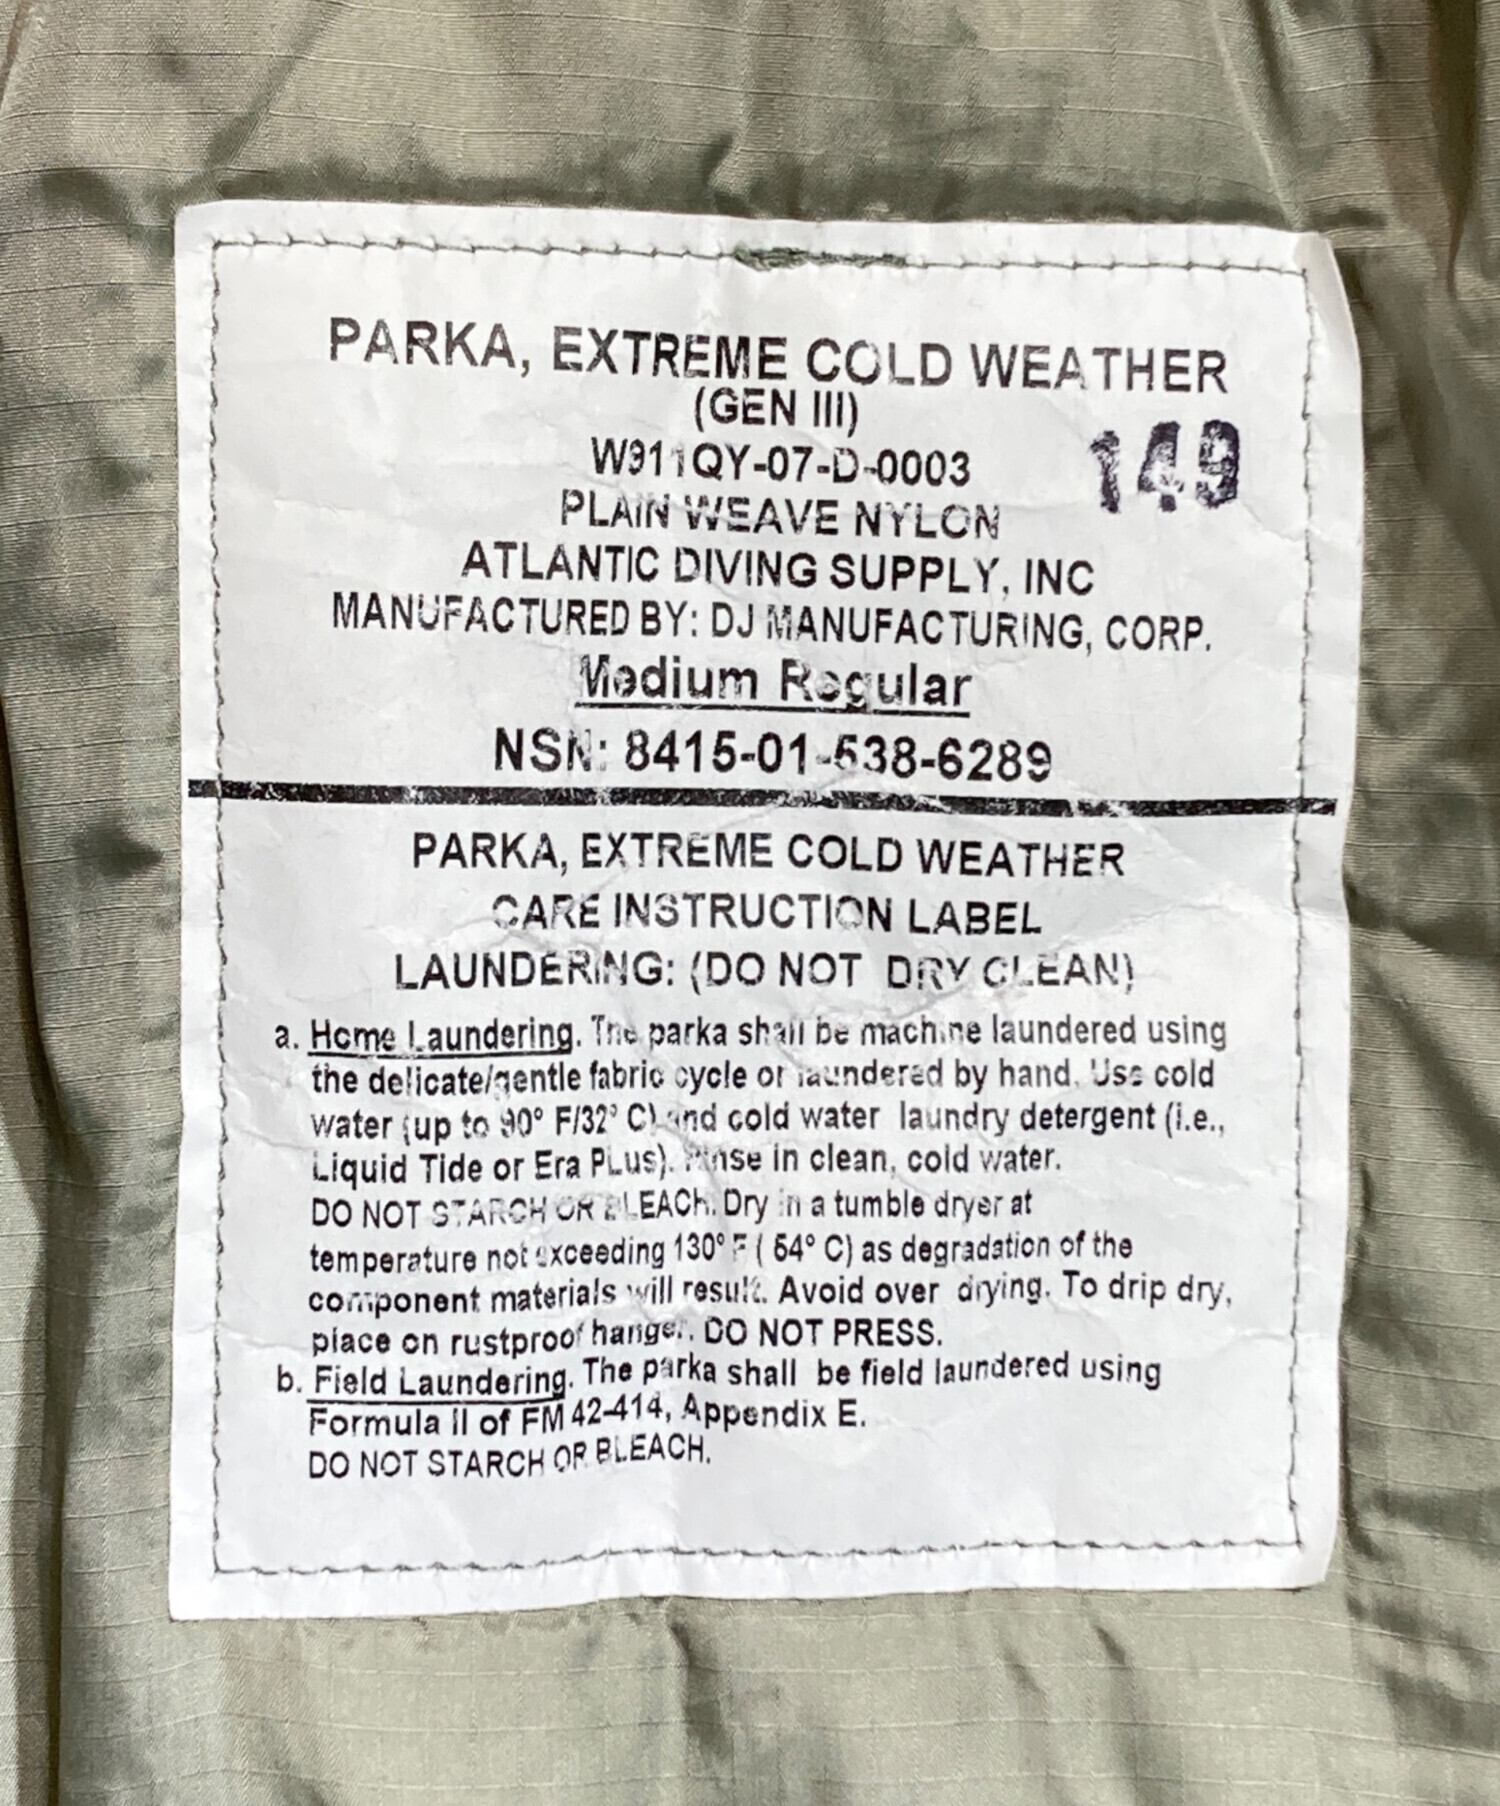 PARKA, EXTREME COLD WEATHER
(GEN III)
W911QY-07-D-0003
149
PLAIN WEAVE NYLON
ATLANTIC DIVING SUPPLY, INC
MANUFACTURED BY: DJ MANUFACTURING, CORP.
Medium Regular
NSN: 8415-01-538-6289
PARKA, EXTREME COLD WEATHER
CARE INSTRUCTION LABEL
LAUNDERING: (DO NOT DRY CLEAN)
a. Home Laundering. The parka shall be machine laundered using
the delicate/gentle fabric cycle or laundered by hand. Use cold
water (up to 90° F/32° C) and cold water laundry detergent (i.e.,
Liquid Tide or Era PLus). Rinse in clean, cold water.
DO NOT STARCH OR BLEACH. Dry in a tumble dryer at
temperature not exceeding 130° F ( 54° C) as degradation of the
component materials will result. Avoid over drying. To drip dry,
place on rustproof hanger. DO NOT PRESS.
b. Field Laundering. The parka shall be field laundered using
Formula II of FM 42-414, Appendix E.
DO NOT STARCH OR BLEACH.